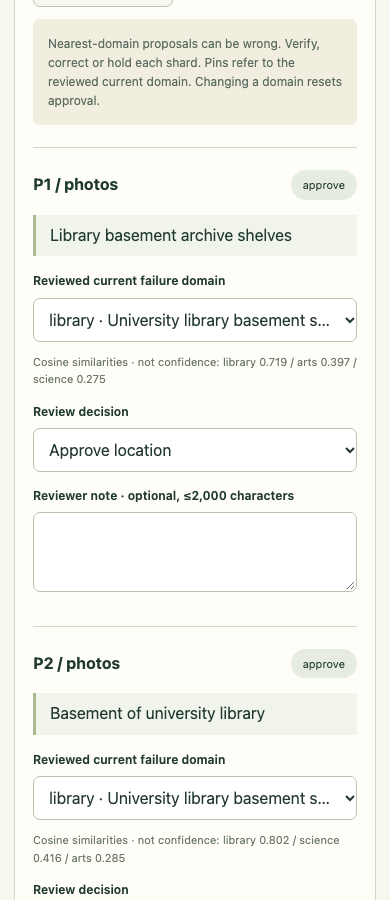 Nearest-domain proposals can be wrong. Verify,
correct or hold each shard. Pins refer to the
reviewed current domain. Changing a domain resets
approval.
P1 / photos
approve
Library basement archive shelves
Reviewed current failure domain
library · University library basement s...
Cosine similarities · not confidence: library 0.719 / arts 0.397 /
science 0.275
Review decision
Approve location
Reviewer note · optional, ≤2,000 characters
P2 / photos
approve
Basement of university library
Reviewed current failure domain
library · University library basement s...
Cosine similarities · not confidence: library 0.802 / science
0.416 / arts 0.285
Review decision